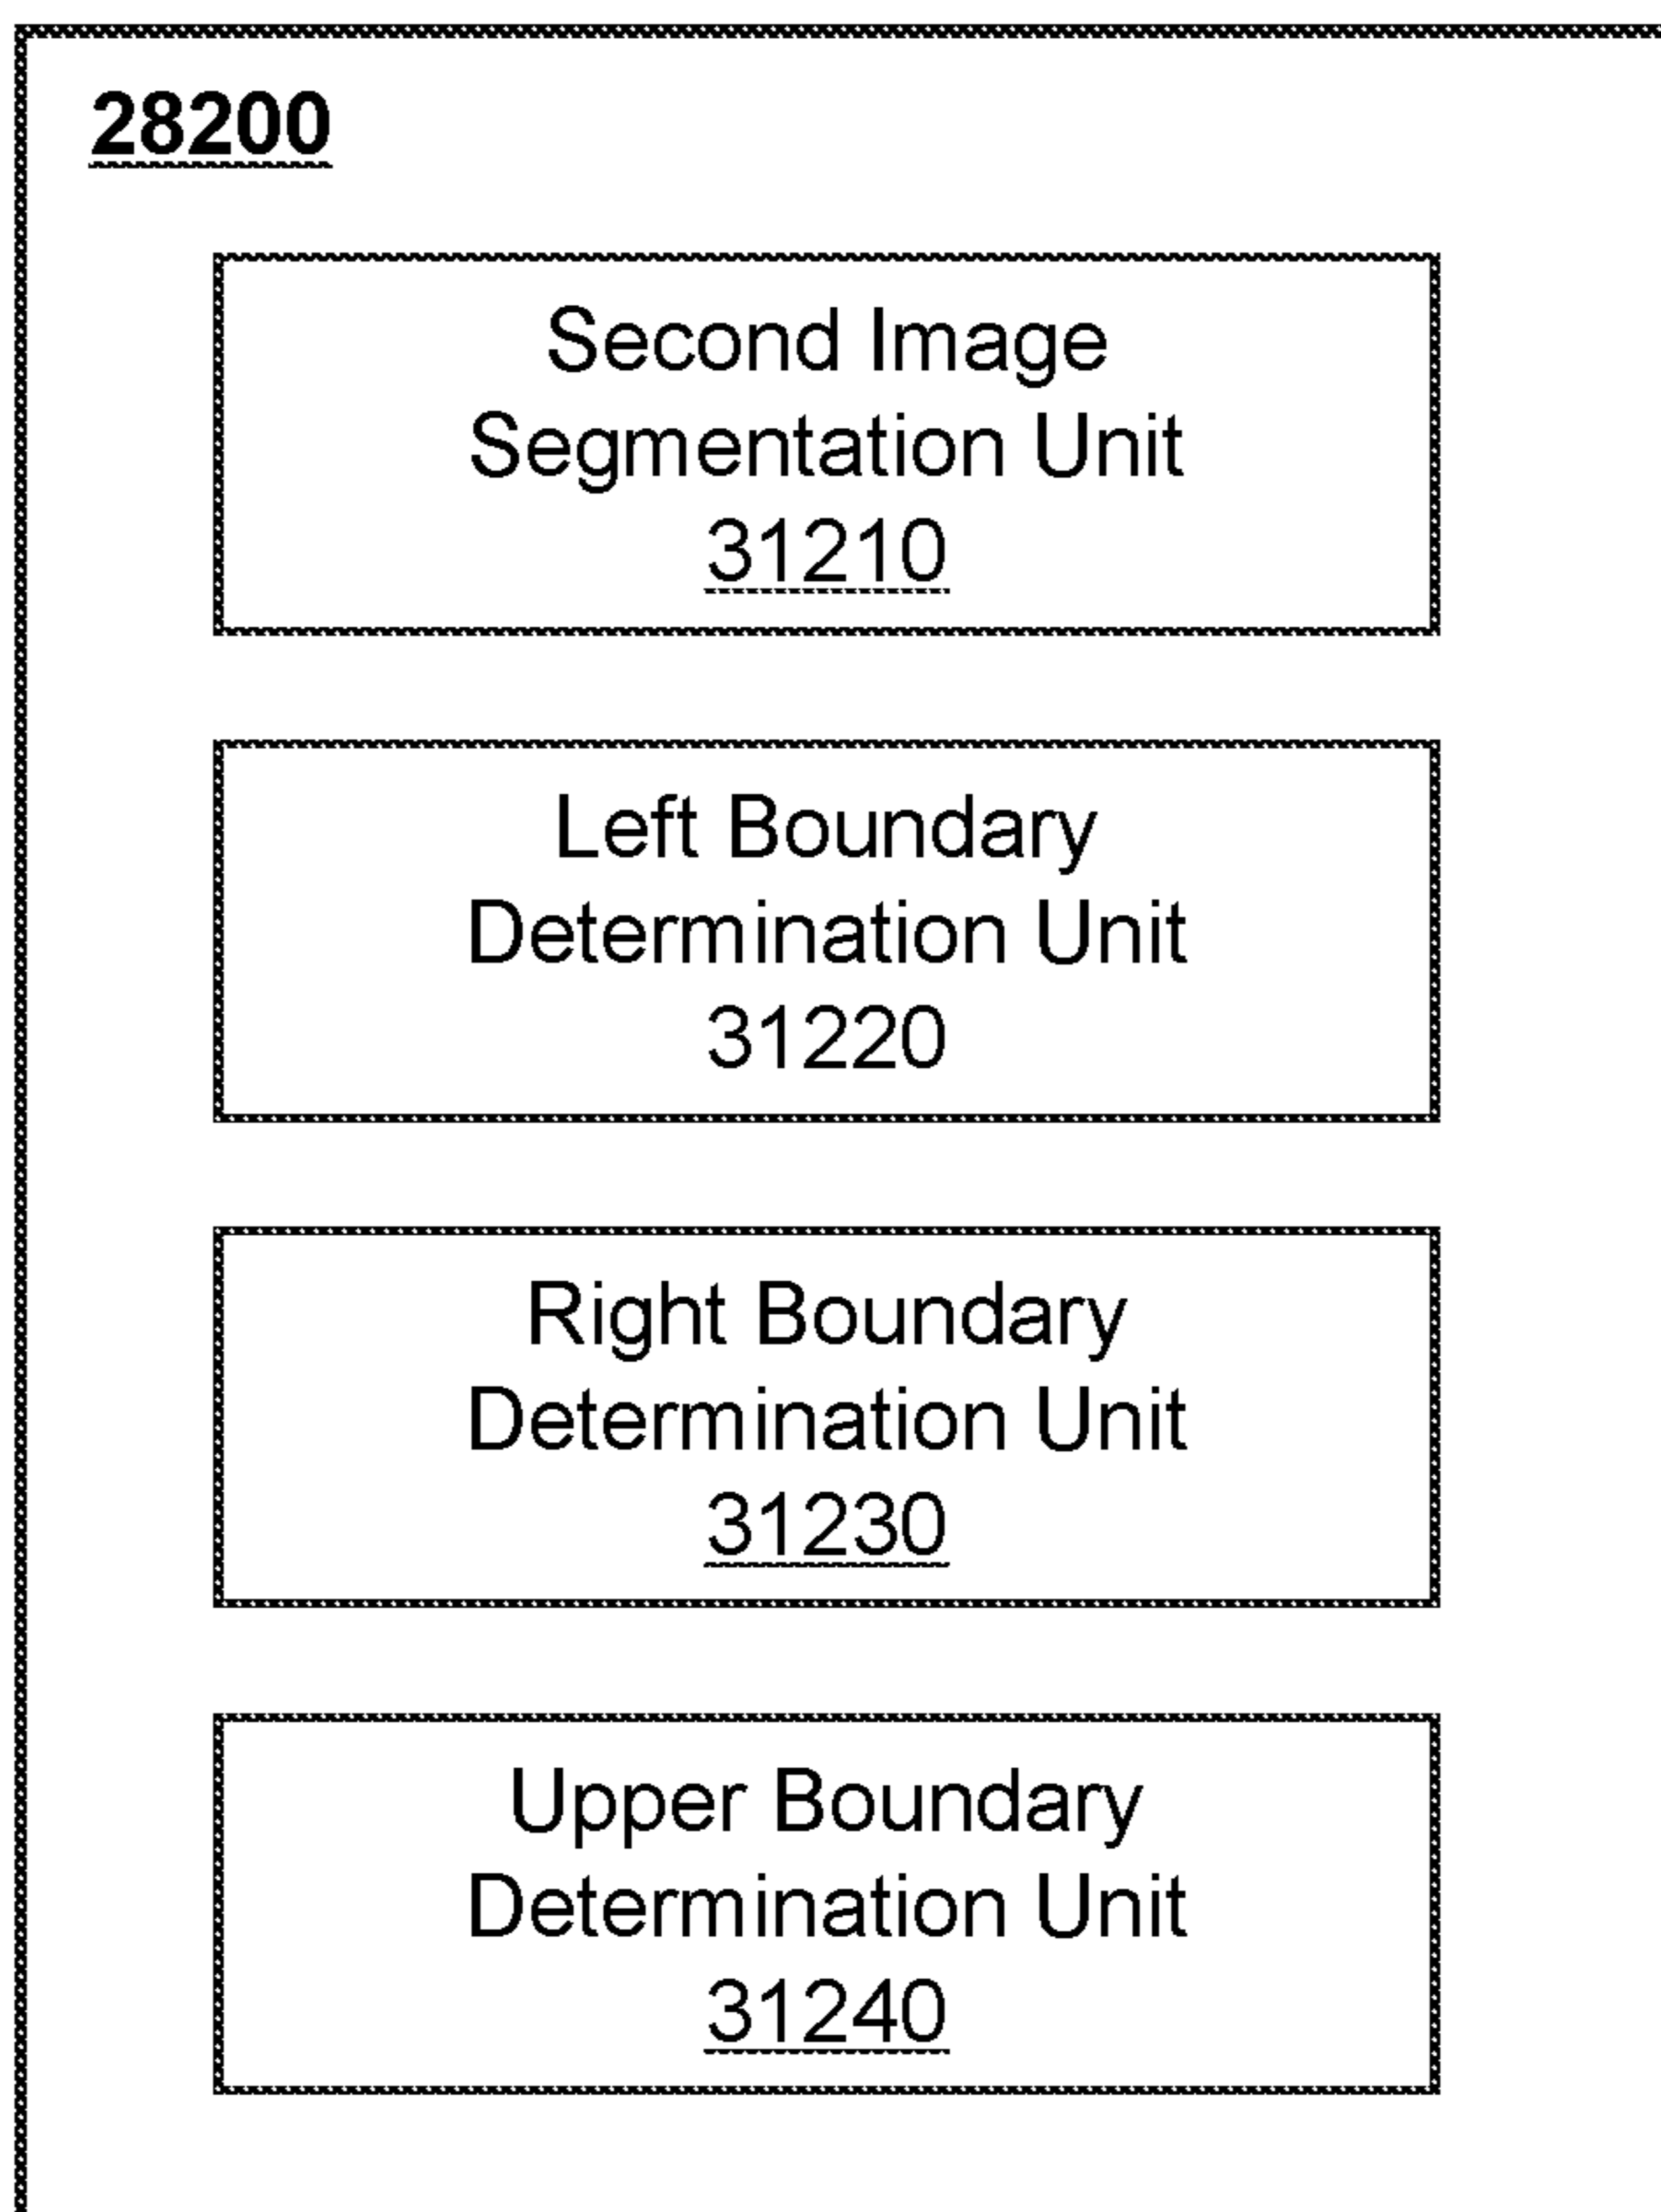 28200
Second Image
Segmentation Unit
31210
Left Boundary
Determination Unit
31220
Right Boundary
Determination Unit
31230
Upper Boundary
Determination Unit
31240